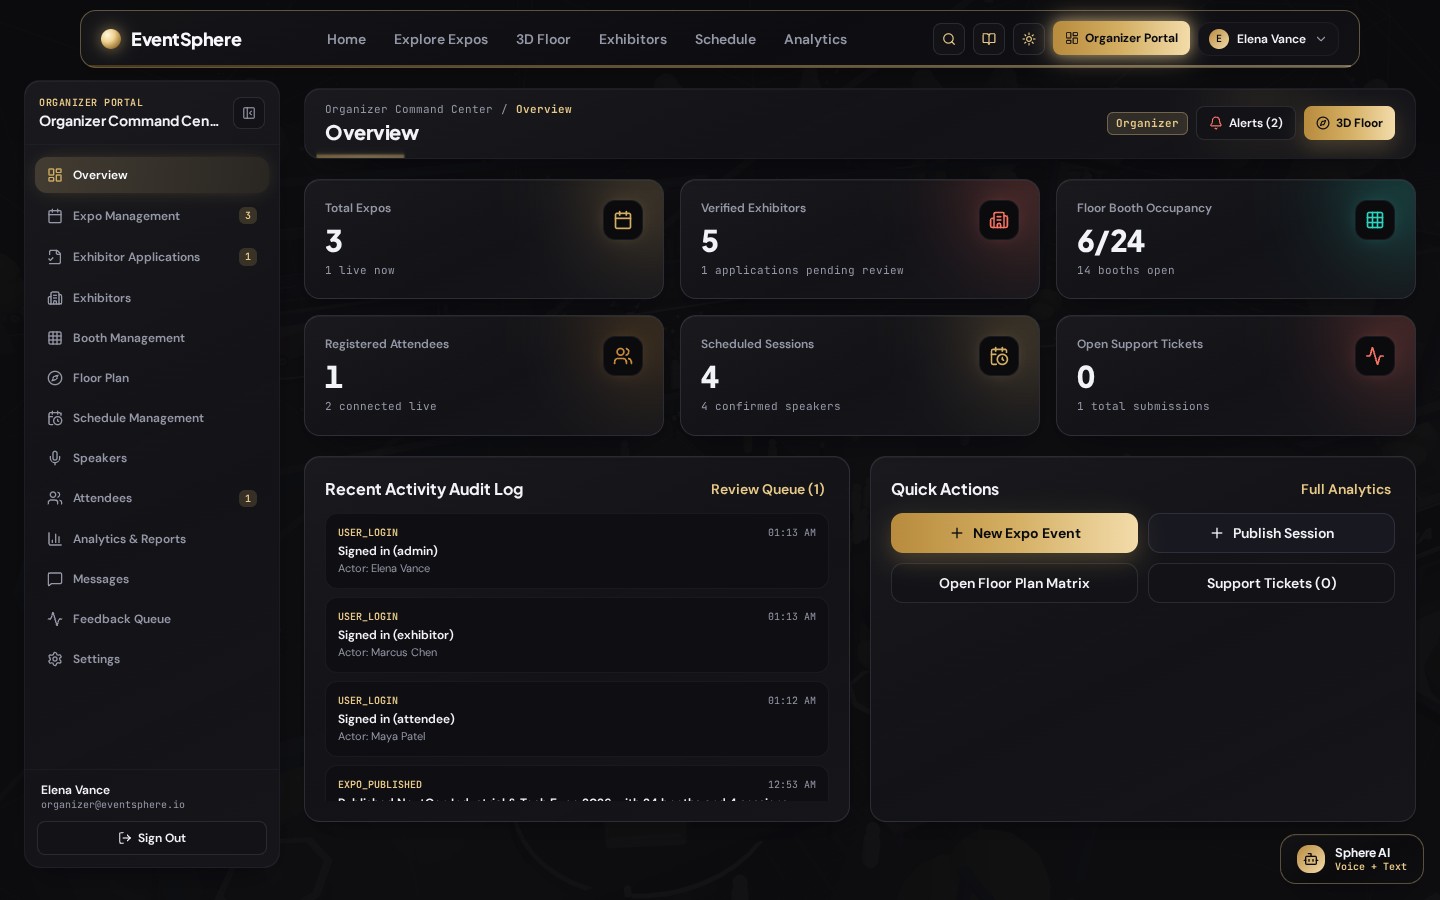 EventSphere
Home
Explore Expos
3D Floor
Exhibitors
Schedule
Analytics
Organizer Portal
E
Elena Vance
ORGANIZER PORTAL
Organizer Command Cen...
Overview
Expo Management
3
Exhibitor Applications
1
Exhibitors
Booth Management
Floor Plan
Schedule Management
Speakers
Attendees
1
Analytics & Reports
Messages
Feedback Queue
Settings
Elena Vance
organizer@eventsphere.io
Sign Out
Organizer Command Center / Overview
Overview
Organizer
Alerts (2)
3D Floor
Total Expos
3
1 live now
Verified Exhibitors
5
1 applications pending review
Floor Booth Occupancy
6/24
14 booths open
Registered Attendees
1
2 connected live
Scheduled Sessions
4
4 confirmed speakers
Open Support Tickets
0
1 total submissions
Recent Activity Audit Log
Review Queue (1)
USER_LOGIN
01:13 AM
Signed in (admin)
Actor: Elena Vance
USER_LOGIN
01:13 AM
Signed in (exhibitor)
Actor: Marcus Chen
USER_LOGIN
01:12 AM
Signed in (attendee)
Actor: Maya Patel
EXPO_PUBLISHED
12:53 AM
Quick Actions
Full Analytics
New Expo Event
Publish Session
Open Floor Plan Matrix
Support Tickets (0)
Sphere AI
Voice + Text